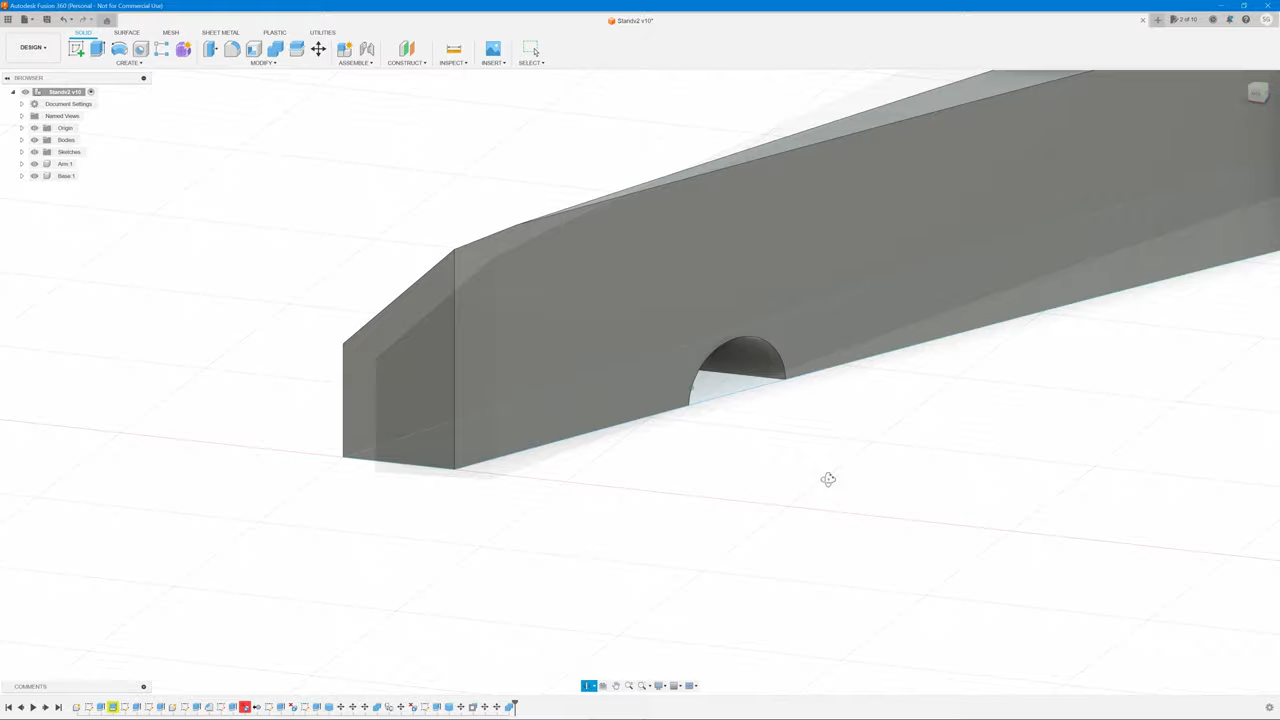 Autodesk Fusion 360 (Personal - Not for Commercial Use)
Standv2 v10*
2 of 10
SG
DESIGN
SOLID
SURFACE
MESH
SHEET METAL
PLASTIC
UTILITIES
CREATE
MODIFY
ASSEMBLE
CONSTRUCT
INSPECT
INSERT
SELECT
BROWSER
Standv2 v10
Document Settings
Named Views
Origin
Bodies
Sketches
Arm:1
Base:1
COMMENTS